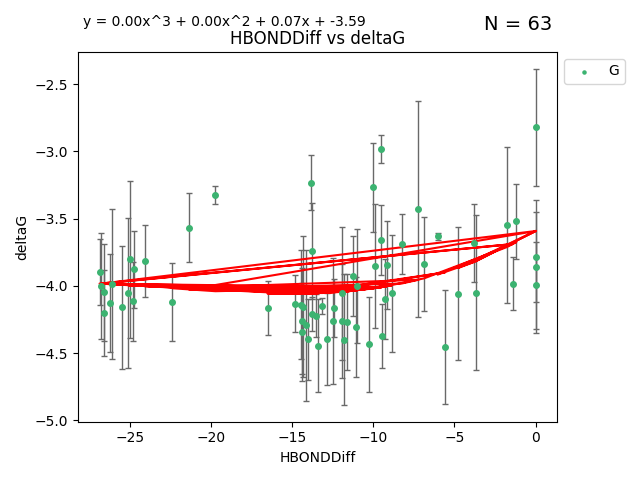 y = 0.00x^3 + 0.00x^2 + 0.07x + -3.59
N = 63
HBONDDiff vs deltaG
G
−2.5
−3.0
−3.5
−4.0
−4.5
−5.0
deltaG
−25 −20 −15 −10 −5 0
HBONDDiff